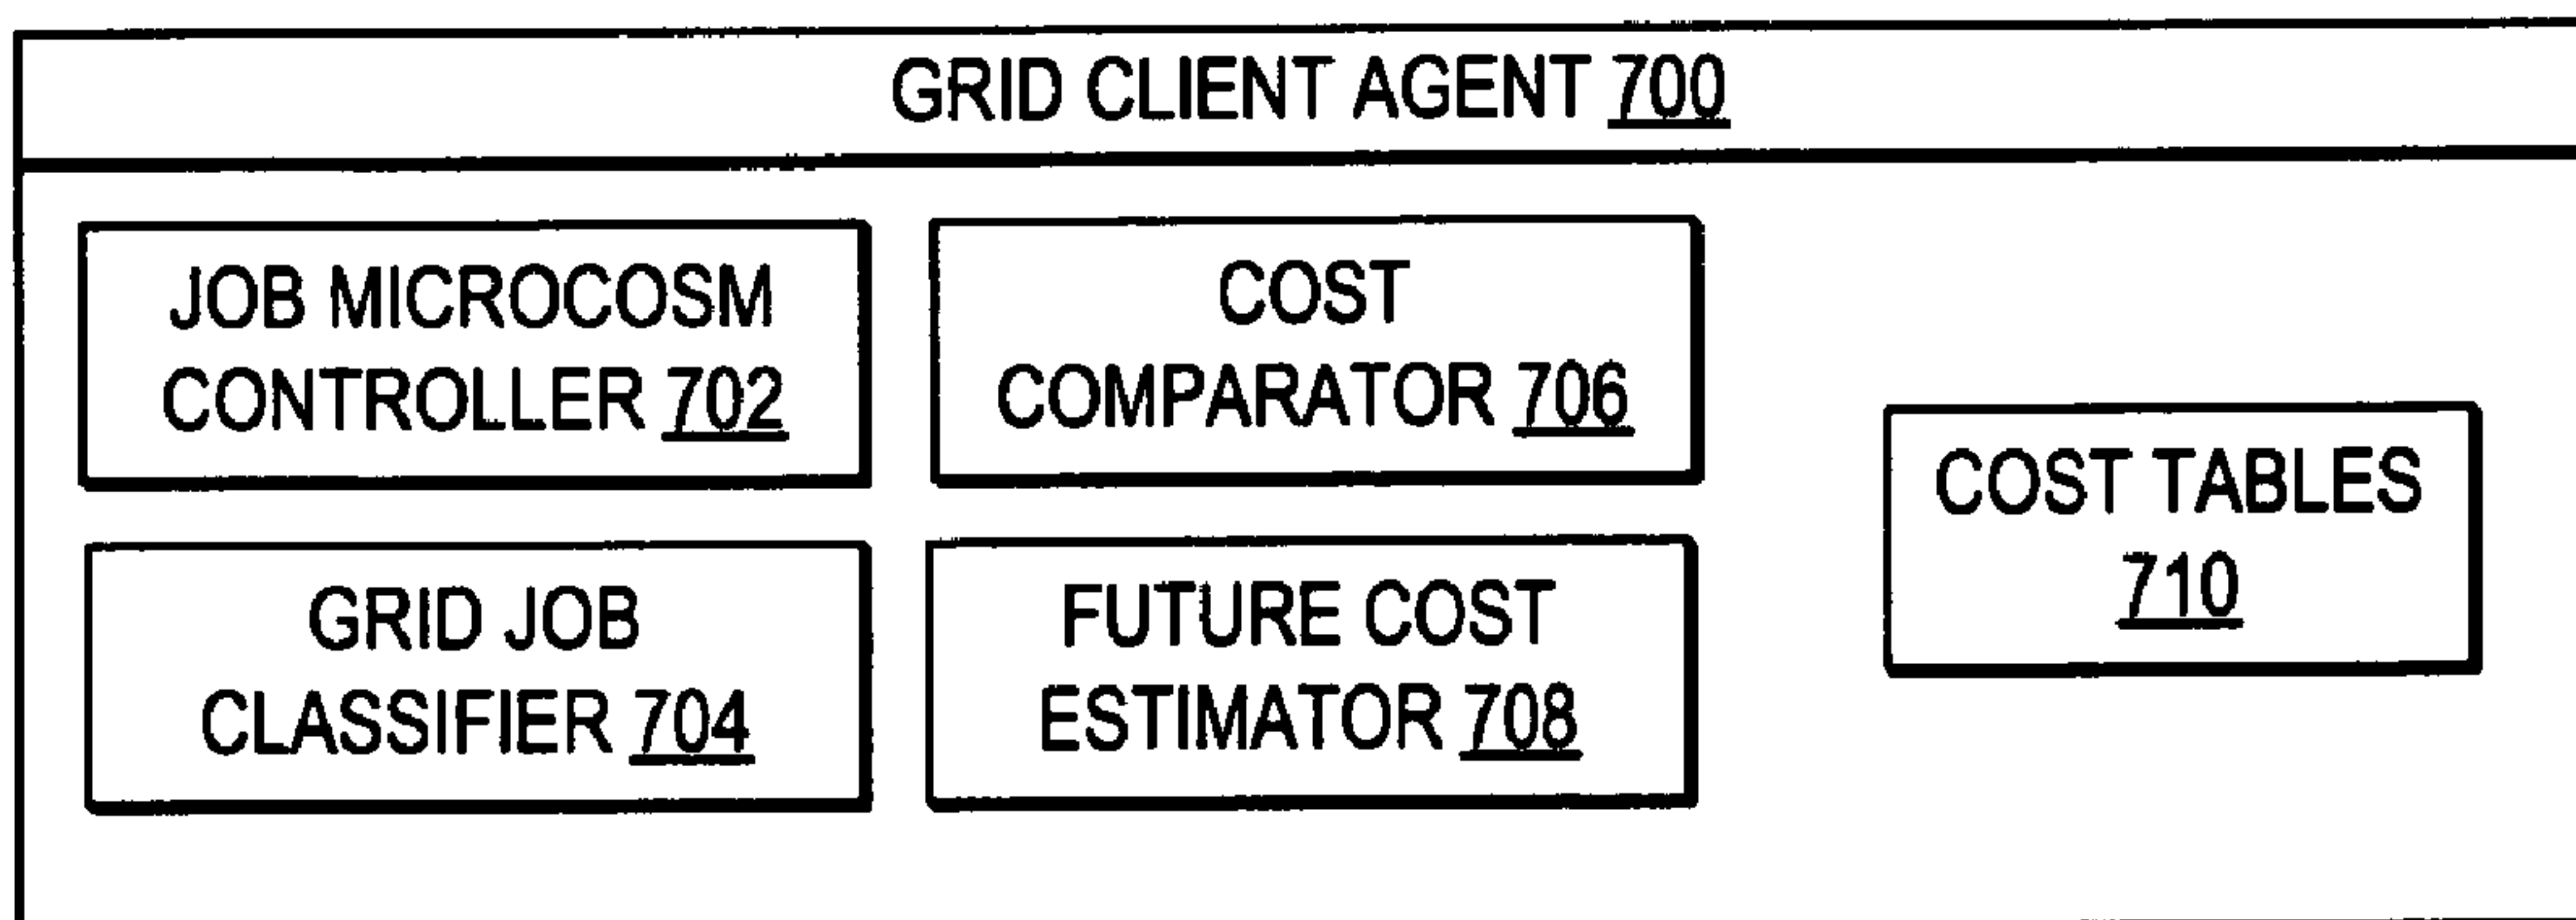 GRID CLIENT AGENT 700
JOB MICROCOSM
CONTROLLER 702
COST
COMPARATOR 706
GRID JOB
CLASSIFIER 704
FUTURE COST
ESTIMATOR 708
COST TABLES
710